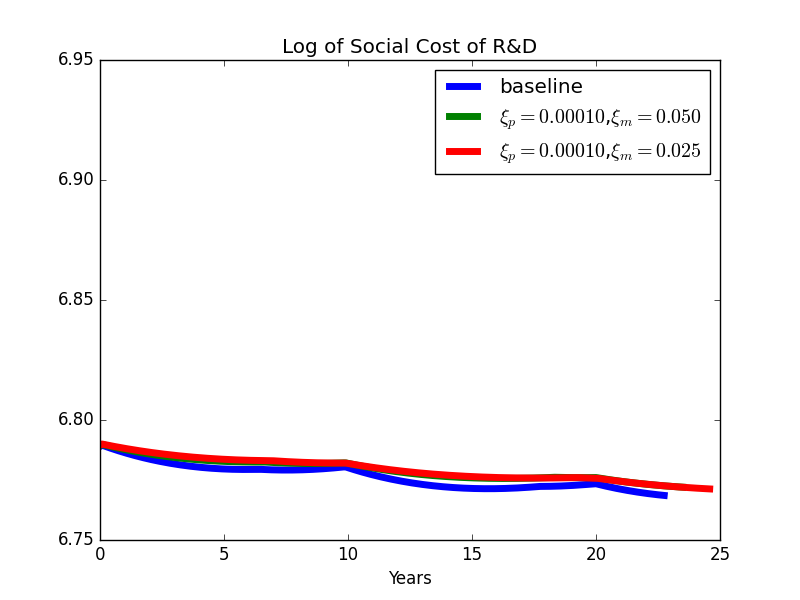 Log of Social Cost of R&D
6.95
baseline
ξp = 0.00010,ξm = 0.050
ξp = 0.00010,ξm = 0.025
6.90
6.85
6.80
6.75
0 5 10 15 20 25
Years